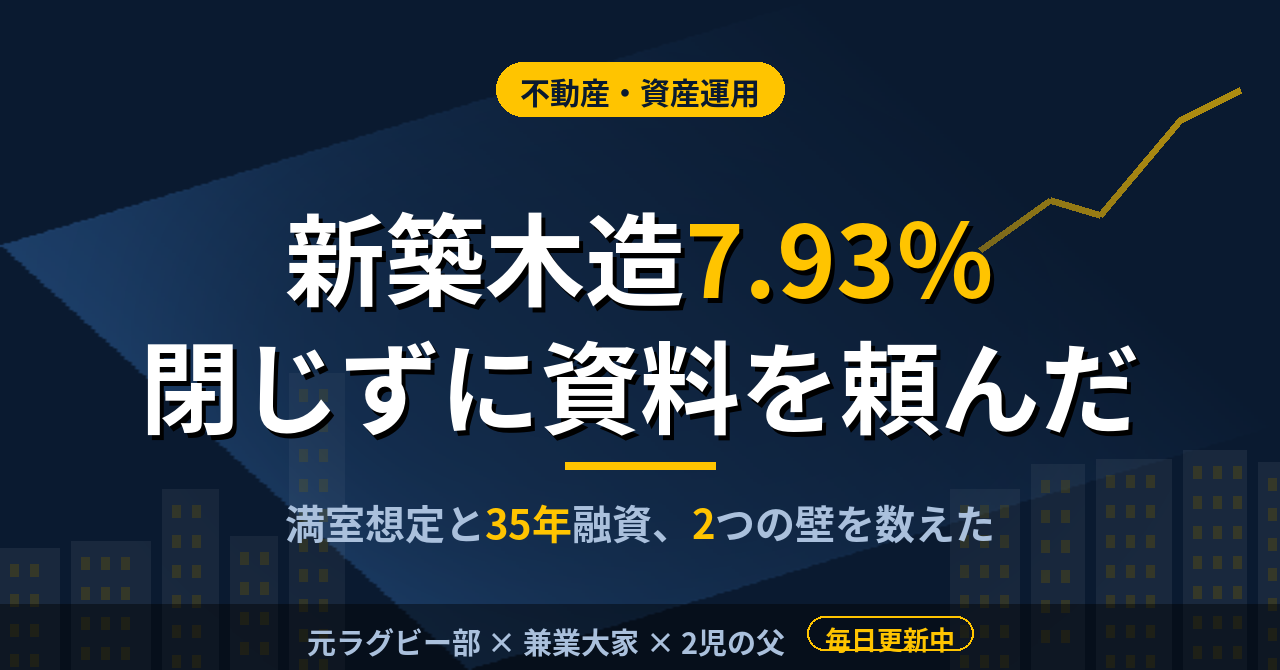 不動産・資産運用
新築木造7.93%
閉じずに資料を頼んだ
満室想定と35年融資、2つの壁を数えた
元ラグビー部 × 兼業大家 × 2児の父 毎日更新中